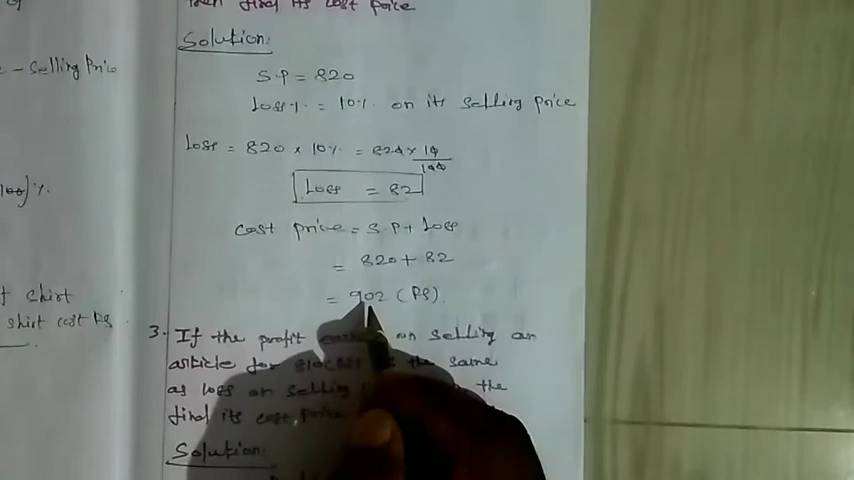 - Selling Price
t shirt
shirt cost Rs
then find its cost price
Solution:
S.P = 820
Loss % = 10% on its selling price
Loss = 820 × 10% = 820 × 10/100
Loss = 82
cost price = S.P + Loss
= 820 + 82
= 902 (RS).
3. If the profit on selling an
article for the same
as loss on selling the
find its cost price
Solution: